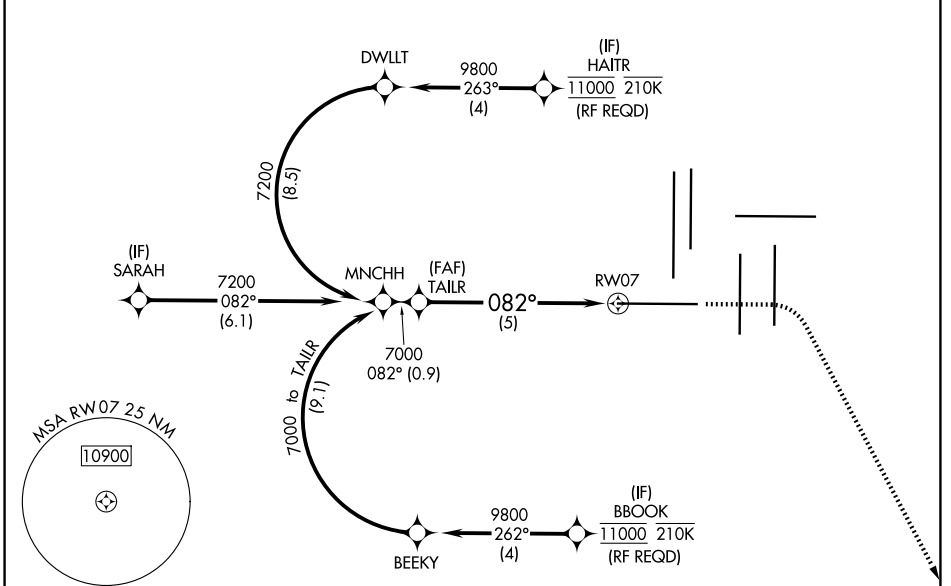 DWLLT
9800
263°
(4)
(IF)
HAITR
11000 210K
(RF REQD)
7200
(8.5)
(IF)
SARAH
7200
082°
(6.1)
MNCHH
(FAF)
TAILR
082°
(5)
RW07
7000
082° (0.9)
7000 to TAILR
(9.1)
MSA RW07 25 NM
10900
BEEKY
9800
262°
(4)
(IF)
BBOOK
11000 210K
(RF REQD)